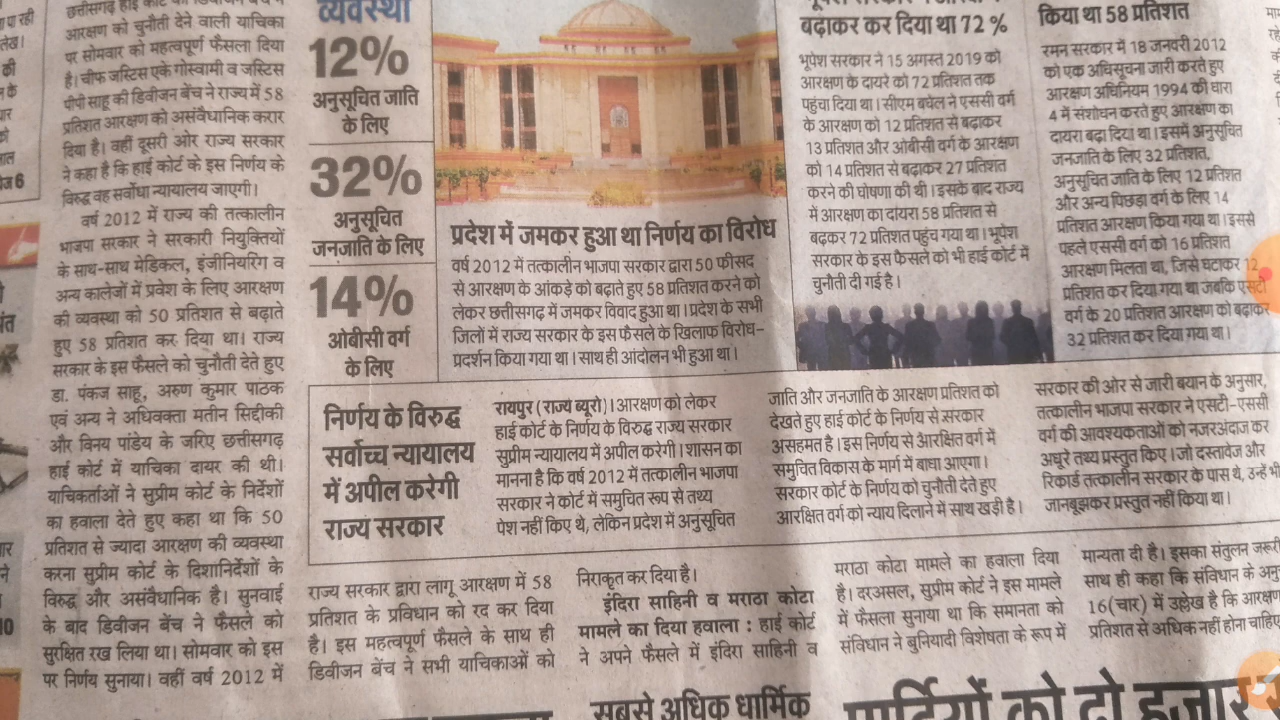 छत्तीसगढ़ हाई कोर्ट
आरक्षण को चुनौती देने वाली याचिका
पर सोमवार को महत्वपूर्ण फैसला दिया
है। चीफ जस्टिस एके गोस्वामी व जस्टिस
पीपी साहू की डिवीजन बेंच ने राज्य में 58
प्रतिशत आरक्षण को असंवैधानिक करार
दिया है। वहीं दूसरी ओर राज्य सरकार
ने कहा है कि हाई कोर्ट के इस निर्णय के
विरुद्ध वह सर्वोच्च न्यायालय जाएगी।
वर्ष 2012 में राज्य की तत्कालीन
भाजपा सरकार ने सरकारी नियुक्तियों
के साथ-साथ मेडिकल, इंजीनियरिंग व
अन्य कालेजों में प्रवेश के लिए आरक्षण
की व्यवस्था को 50 प्रतिशत से बढ़ाते
हुए 58 प्रतिशत कर दिया था। राज्य
सरकार के इस फैसले को चुनौती देते हुए
डा. पंकज साहू, अरुण कुमार पाठक
एवं अन्य ने अधिवक्ता मतीन सिद्दीकी
और विनय पांडेय के जरिए छत्तीसगढ़
हाई कोर्ट में याचिका दायर की थी।
याचिकर्ताओं ने सुप्रीम कोर्ट के निर्देशों
का हवाला देते हुए कहा था कि 50
प्रतिशत से ज्यादा आरक्षण की व्यवस्था
करना सुप्रीम कोर्ट के दिशानिर्देशों के
विरुद्ध और असंवैधानिक है। सुनवाई
के बाद डिवीजन बेंच ने फैसले को
सुरक्षित रख लिया था। सोमवार को इस
पर निर्णय सुनाया। वहीं वर्ष 2012 में
व्यवस्था
12%
अनुसूचित जाति
के लिए
32%
अनुसूचित
जनजाति के लिए
14%
ओबीसी वर्ग
के लिए
प्रदेश में जमकर हुआ था निर्णय का विरोध
वर्ष 2012 में तत्कालीन भाजपा सरकार द्वारा 50 फीसद
से आरक्षण के आंकड़े को बढ़ाते हुए 58 प्रतिशत करने को
लेकर छत्तीसगढ़ में जमकर विवाद हुआ था। प्रदेश के सभी
जिलों में राज्य सरकार के इस फैसले के खिलाफ विरोध-
प्रदर्शन किया गया था। साथ ही आंदोलन भी हुआ था।
बढ़ाकर कर दिया था 72 %
भूपेश सरकार ने 15 अगस्त 2019 को
आरक्षण के दायरे को 72 प्रतिशत तक
पहुंचा दिया था। सीएम बघेल ने एससी वर्ग
के आरक्षण को 12 प्रतिशत से बढ़ाकर
13 प्रतिशत और ओबीसी वर्ग के आरक्षण
को 14 प्रतिशत से बढ़ाकर 27 प्रतिशत
करने की घोषणा की थी। इसके बाद राज्य
में आरक्षण का दायरा 58 प्रतिशत से
बढ़कर 72 प्रतिशत पहुंच गया था। भूपेश
सरकार के इस फैसले को भी हाई कोर्ट में
चुनौती दी गई है।
किया था 58 प्रतिशत
रमन सरकार में 18 जनवरी 2012
को एक अधिसूचना जारी करते हुए
आरक्षण अधिनियम 1994 की धारा
4 में संशोधन करते हुए आरक्षण का
दायरा बढ़ा दिया था। इसमें अनुसूचित
जनजाति के लिए 32 प्रतिशत,
अनुसूचित जाति के लिए 12 प्रतिशत
और अन्य पिछड़ा वर्ग के लिए 14
प्रतिशत आरक्षण किया गया था। इससे
पहले एससी वर्ग को 16 प्रतिशत
आरक्षण मिलता था, जिसे घटाकर 12
प्रतिशत कर दिया गया था जबकि एसटी
वर्ग के 20 प्रतिशत आरक्षण को बढ़ाकर
32 प्रतिशत कर दिया गया था।
निर्णय के विरुद्ध
सर्वोच्च न्यायालय
में अपील करेगी
राज्य सरकार
रायपुर (राज्य ब्यूरो)। आरक्षण को लेकर
हाई कोर्ट के निर्णय के विरुद्ध राज्य सरकार
सुप्रीम न्यायालय में अपील करेगी। शासन का
मानना है कि वर्ष 2012 में तत्कालीन भाजपा
सरकार ने कोर्ट में समुचित रूप से तथ्य
पेश नहीं किए थे, लेकिन प्रदेश में अनुसूचित
जाति और जनजाति के आरक्षण प्रतिशत को
देखते हुए हाई कोर्ट के निर्णय से सरकार
असहमत है। इस निर्णय से आरक्षित वर्ग में
समुचित विकास के मार्ग में बाधा आएगा।
सरकार कोर्ट के निर्णय को चुनौती देते हुए
आरक्षित वर्ग को न्याय दिलाने में साथ खड़ी है।
सरकार की ओर से जारी बयान के अनुसार,
तत्कालीन भाजपा सरकार ने एसटी-एससी
वर्ग की आवश्यकताओं को नजरअंदाज कर
अधूरे तथ्य प्रस्तुत किए। जो दस्तावेज और
रिकार्ड तत्कालीन सरकार के पास थे, उन्हें भी
जानबूझकर प्रस्तुत नहीं किया था।
राज्य सरकार द्वारा लागू आरक्षण में 58
प्रतिशत के प्रविधान को रद कर दिया
है। इस महत्वपूर्ण फैसले के साथ ही
डिवीजन बेंच ने सभी याचिकाओं को
निराकृत कर दिया है।
इंदिरा साहिनी व मराठा कोटा
मामले का दिया हवाला : हाई कोर्ट
ने अपने फैसले में इंदिरा साहिनी व
मराठा कोटा मामले का हवाला दिया
है। दरअसल, सुप्रीम कोर्ट ने इस मामले
में फैसला सुनाया था कि समानता को
संविधान ने बुनियादी विशेषता के रूप में
मान्यता दी है। इसका संतुलन जरूरी
साथ ही कहा कि संविधान के
16(चार) में उल्लेख है कि आरक्षण
प्रतिशत से अधिक नहीं होना चाहिए
सबसे अधिक धार्मिक